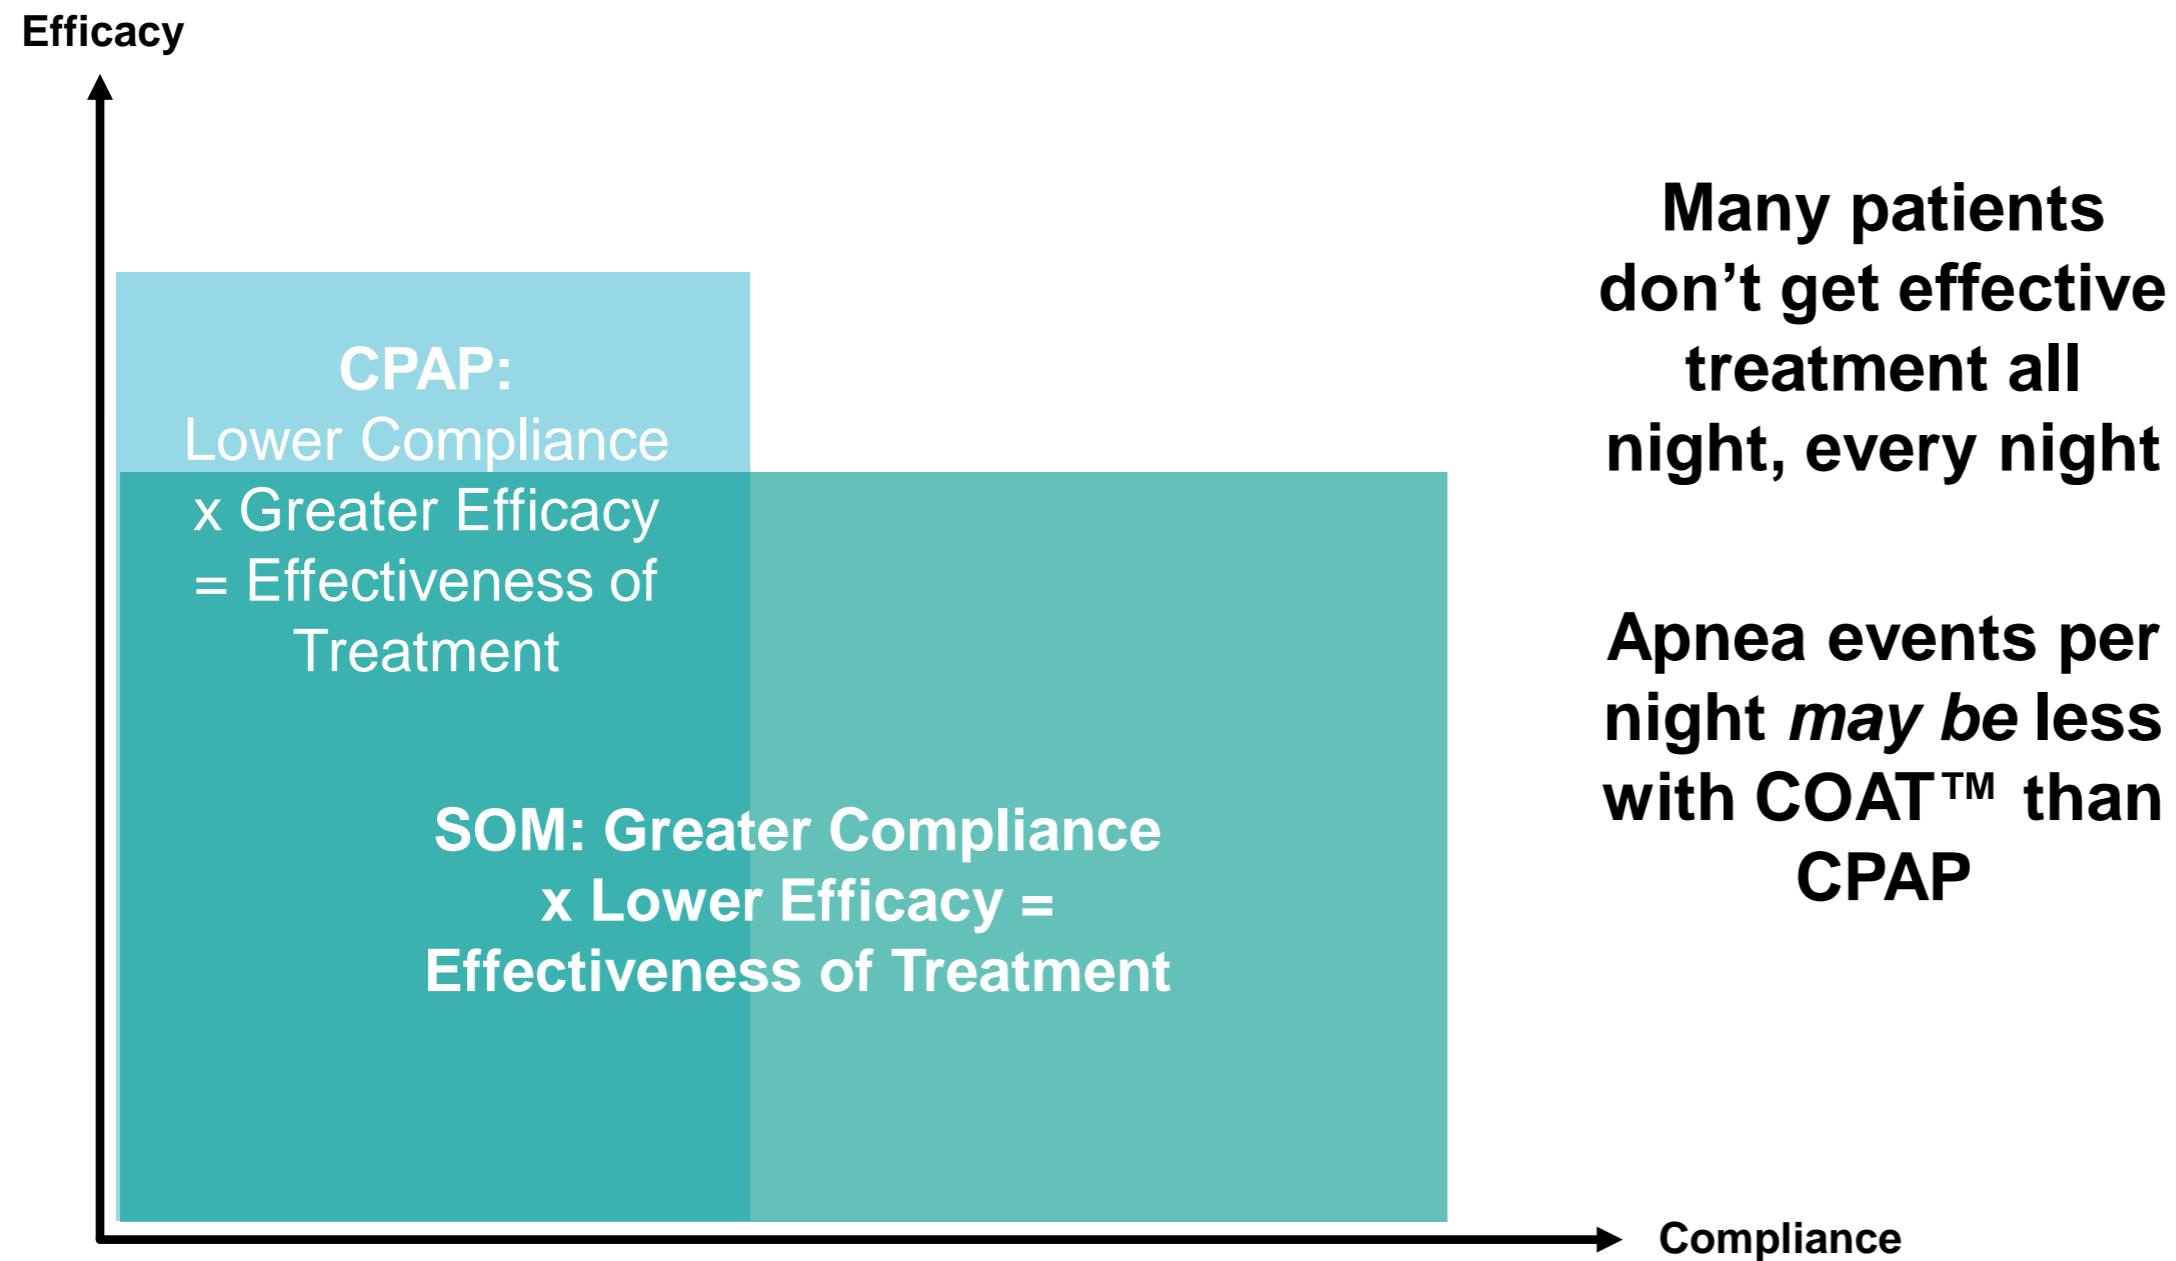 Efficacy
CPAP:
Lower Compliance
x Greater Efficacy
= Effectiveness of
Treatment
SOM: Greater Compliance
x Lower Efficacy =
Effectiveness of Treatment
Many patients
don’t get effective
treatment all
night, every night
Apnea events per
night may be less
with COAT™ than
CPAP
Compliance